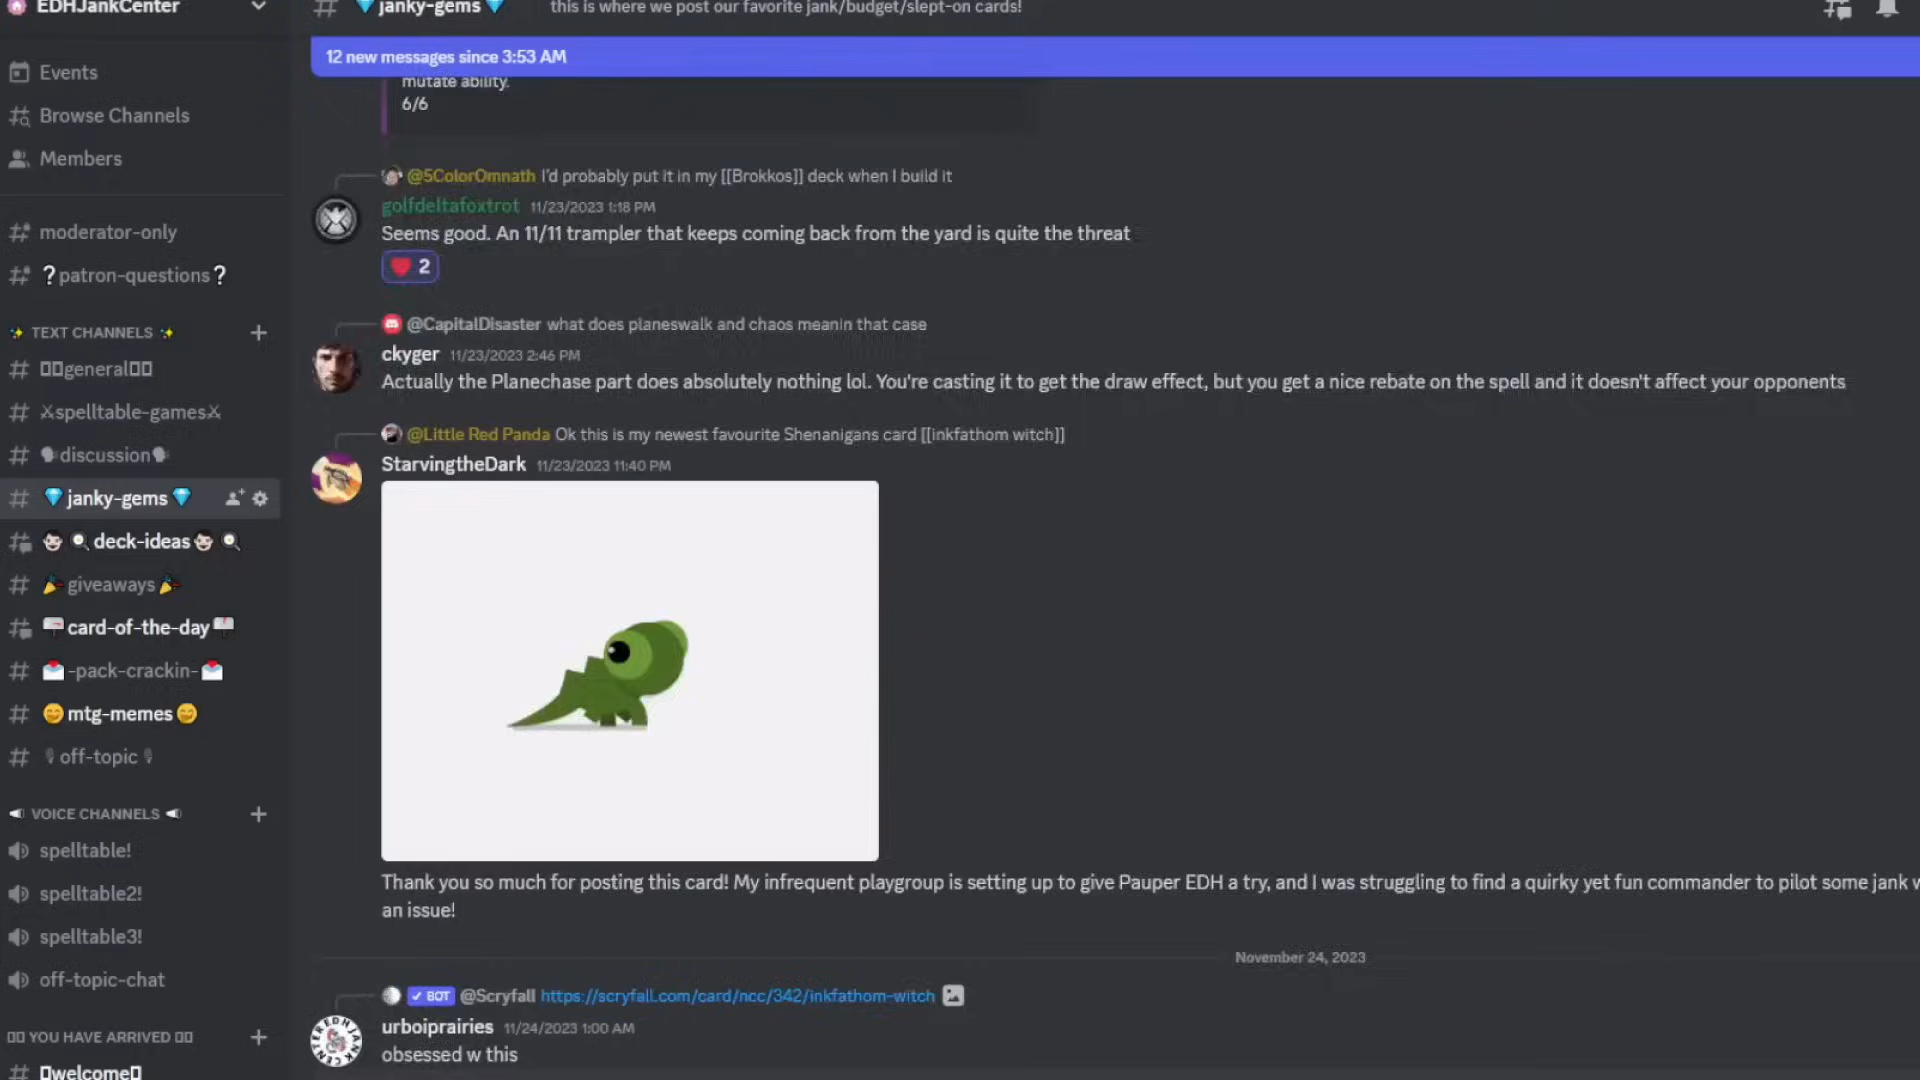 EDHJankCenter
Events
Browse Channels
Members
moderator-only
❓patron-questions❓
✨ TEXT CHANNELS ✨
general
⚔spelltable-games⚔
🗣discussion🗣
💎janky-gems💎
deck-ideas
🎉giveaways🎉
card-of-the-day
💌-pack-crackin-💌
😊mtg-memes😊
off-topic
VOICE CHANNELS
spelltable!
spelltable2!
spelltable3!
off-topic-chat
YOU HAVE ARRIVED
welcome
💎janky-gems💎 this is where we post our favorite jank/budget/slept-on cards!
12 new messages since 3:53 AM
mutate ability.
6/6
@5ColorOmnath I'd probably put it in my [[Brokkos]] deck when I build it
golfdeltafoxtrot 11/23/2023 1:18 PM
Seems good. An 11/11 trampler that keeps coming back from the yard is quite the threat
❤️ 2
@CapitalDisaster what does planeswalk and chaos meanin that case
ckyger 11/23/2023 2:46 PM
Actually the Planechase part does absolutely nothing lol. You're casting it to get the draw effect, but you get a nice rebate on the spell and it doesn't affect your opponents
@Little Red Panda Ok this is my newest favourite Shenanigans card [[inkfathom witch]]
StarvingtheDark 11/23/2023 11:40 PM
Thank you so much for posting this card! My infrequent playgroup is setting up to give Pauper EDH a try, and I was struggling to find a quirky yet fun commander to pilot some jank
an issue!
November 24, 2023
✓ BOT @Scryfall https://scryfall.com/card/ncc/342/inkfathom-witch
urboiprairies 11/24/2023 1:00 AM
obsessed w this